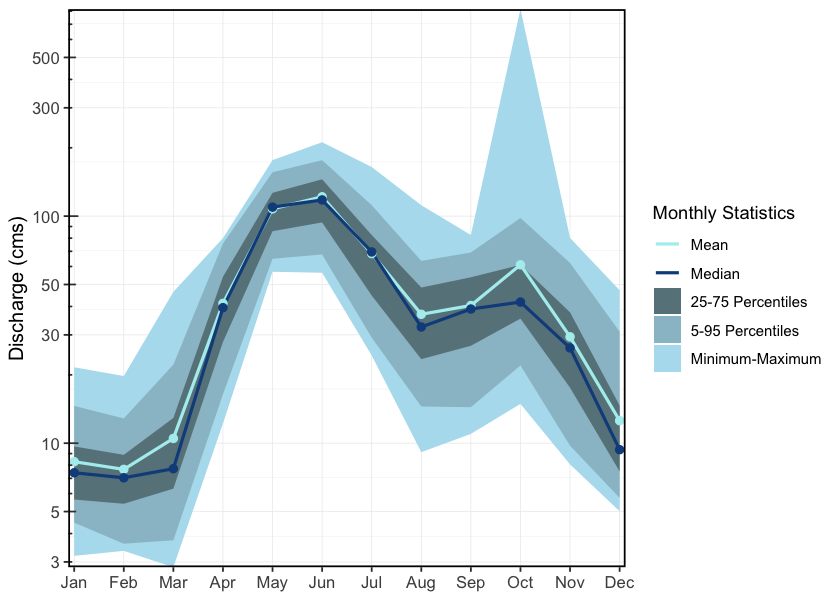 Discharge (cms)
500
300
100
50
30
10
5
3
Jan Feb Mar Apr May Jun Jul Aug Sep Oct Nov Dec
Monthly Statistics
Mean
Median
25-75 Percentiles
5-95 Percentiles
Minimum-Maximum